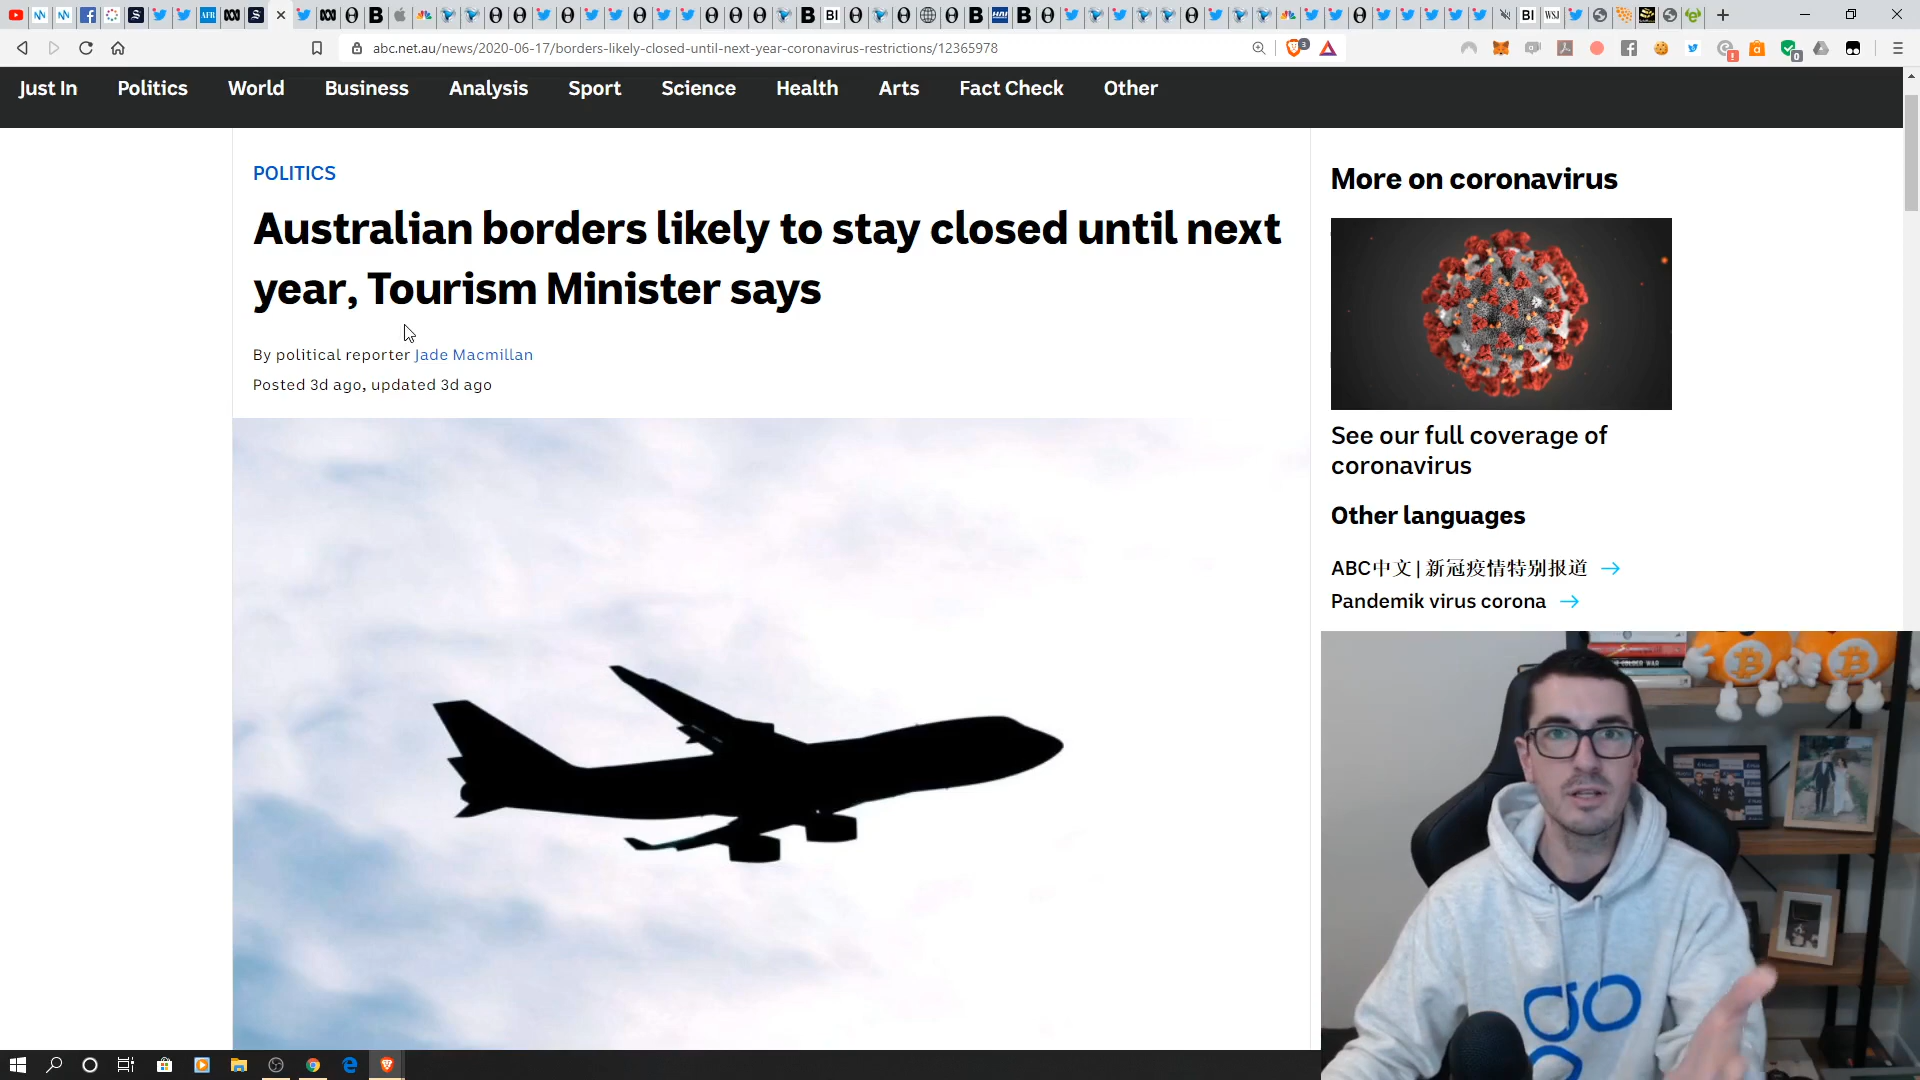 abc.net.au/news/2020-06-17/borders-likely-closed-until-next-year-coronavirus-restrictions/12365978
Just In Politics World Business Analysis Sport Science Health Arts Fact Check Other
POLITICS
Australian borders likely to stay closed until next
year, Tourism Minister says
By political reporter Jade Macmillan
Posted 3d ago, updated 3d ago
More on coronavirus
See our full coverage of
coronavirus
Other languages
ABC中文 | 新冠疫情特别报道
Pandemik virus corona